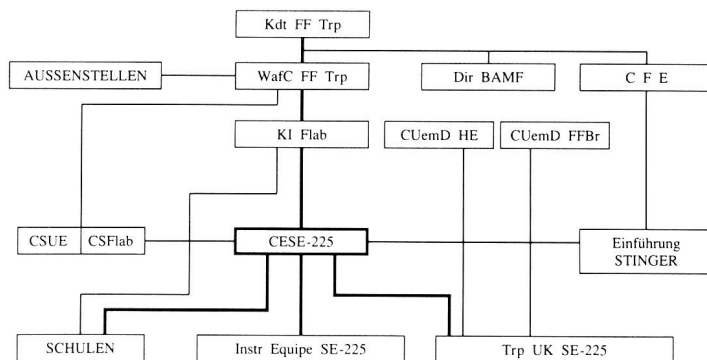 Kdt FF Trp
AUSSENSTELLEN
WafC FF Trp
Dir BAMF
C F E
KI Flab
CUemD HE
CUemD FFBr
CSUE
CSFlab
CESE-225
Einführung
STINGER
SCHULEN
Instr Equipe SE-225
Trp UK SE-225